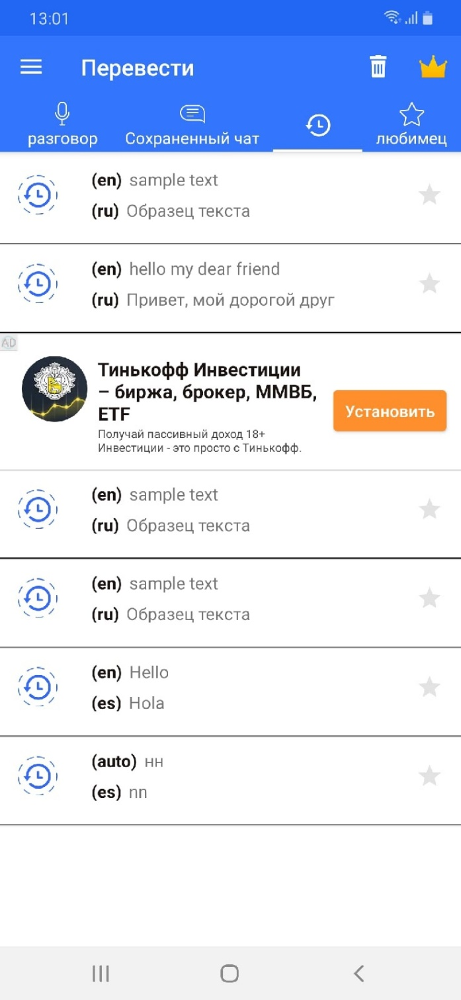 13:01
Перевести
разговор
Сохраненный чат
любимец
(en) sample text
(ru) Образец текста
(en) hello my dear friend
(ru) Привет, мой дорогой друг
AD
Тинькофф Инвестиции
– биржа, брокер, ММВБ,
ETF
Получай пассивный доход 18+
Инвестиции - это просто с Тинькофф.
Установить
(en) sample text
(ru) Образец текста
(en) sample text
(ru) Образец текста
(en) Hello
(es) Hola
(auto) нн
(es) nn